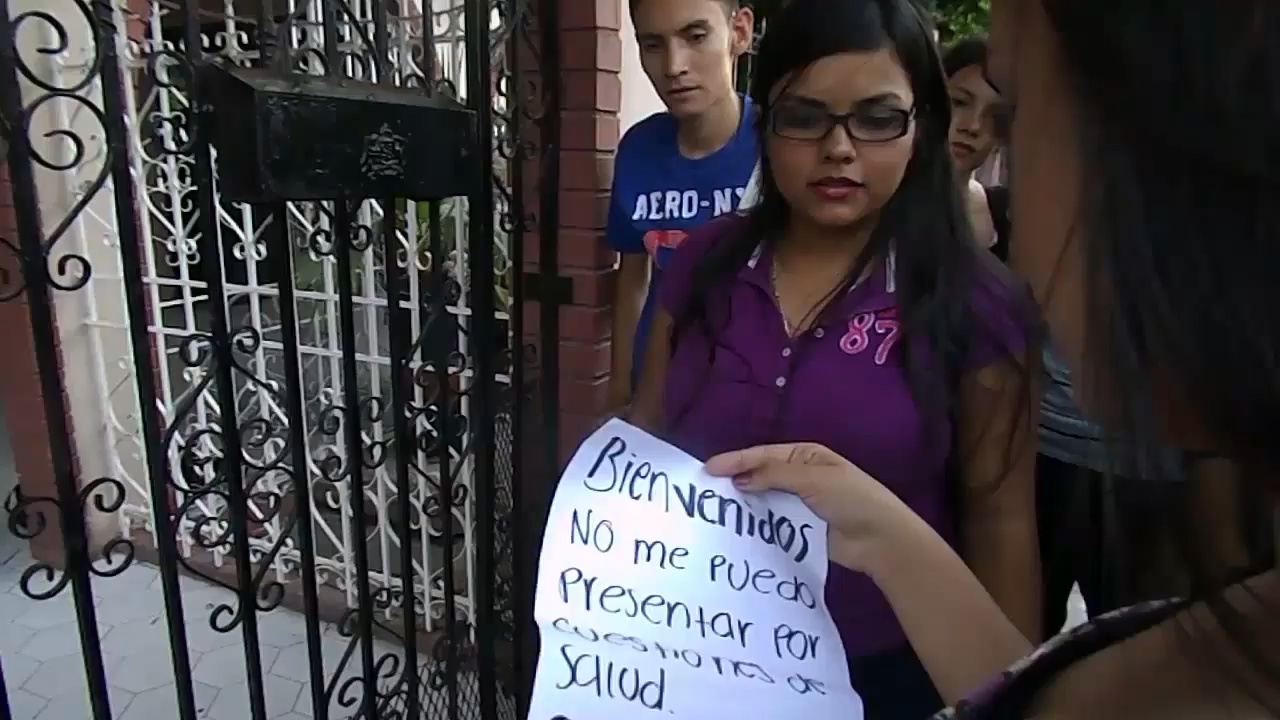 AERO-NY
87
Bienvenidos
No me puedo
Presentar por
cuestiones de
Salud.